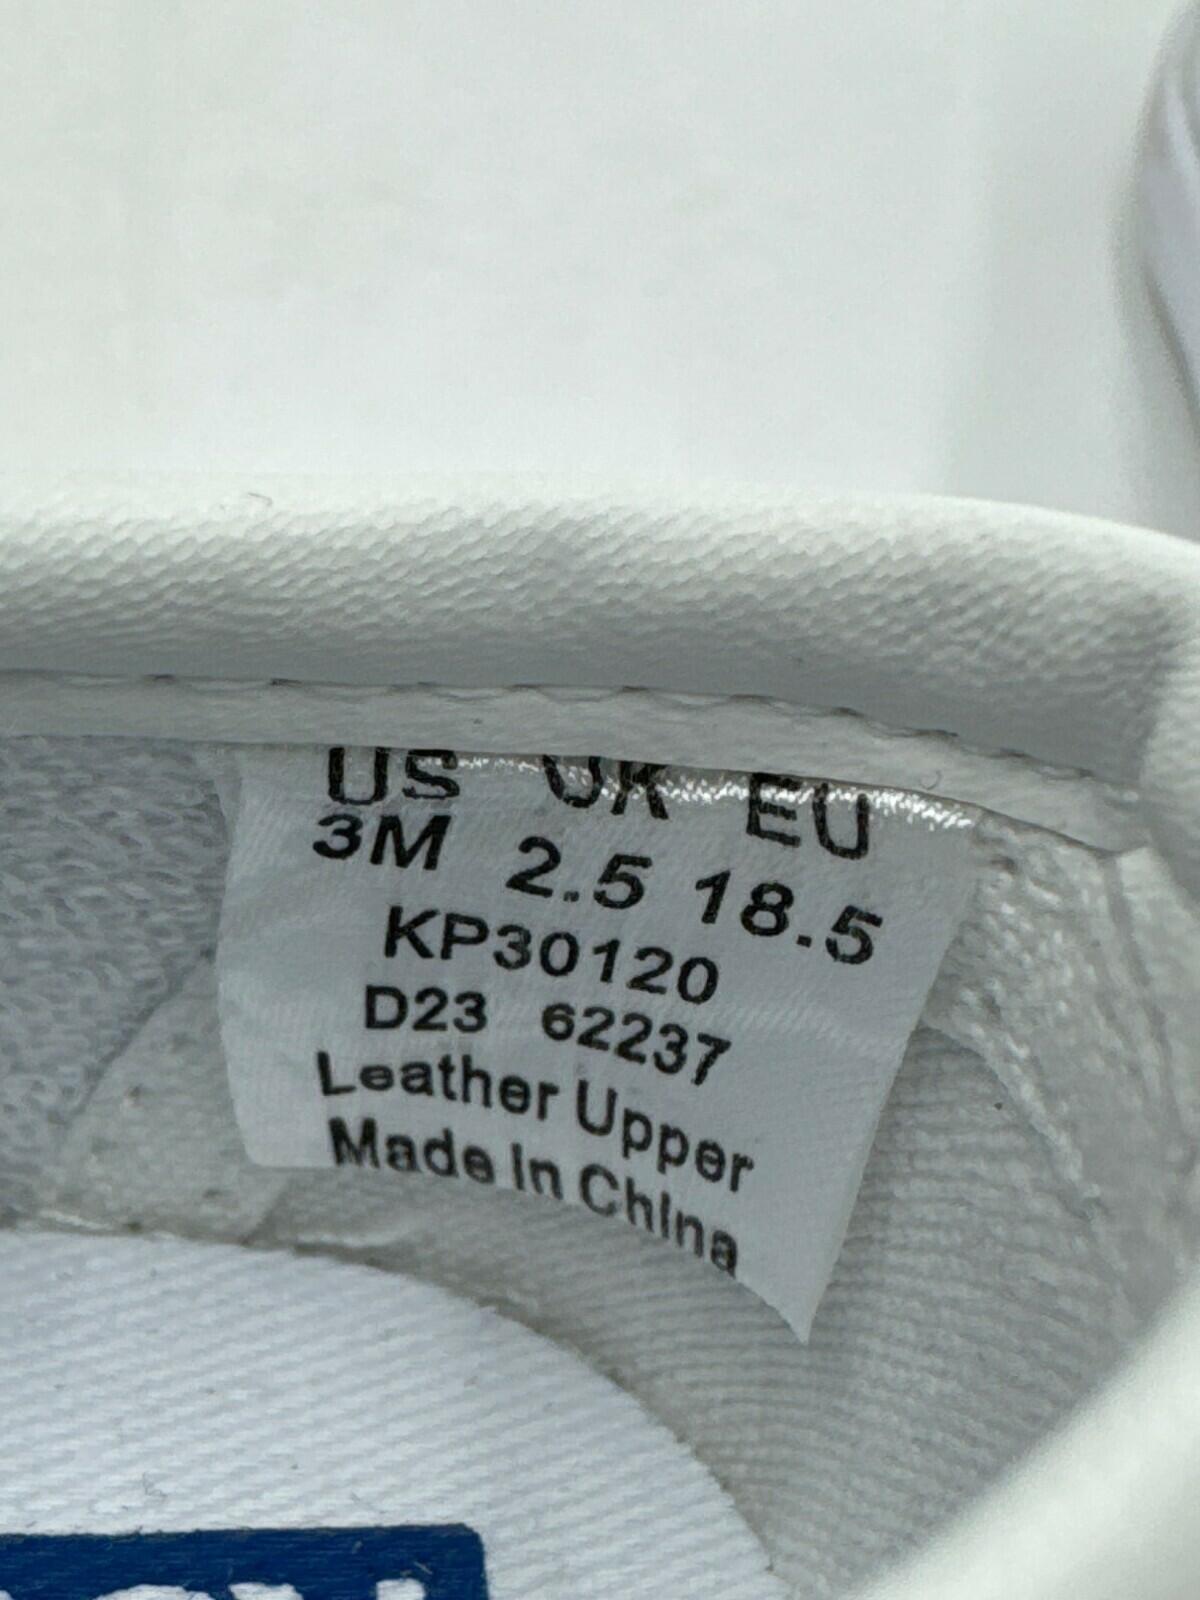 US UK EU
3M 2.5 18.5
KP30120
D23 62237
Leather Upper
Made In China